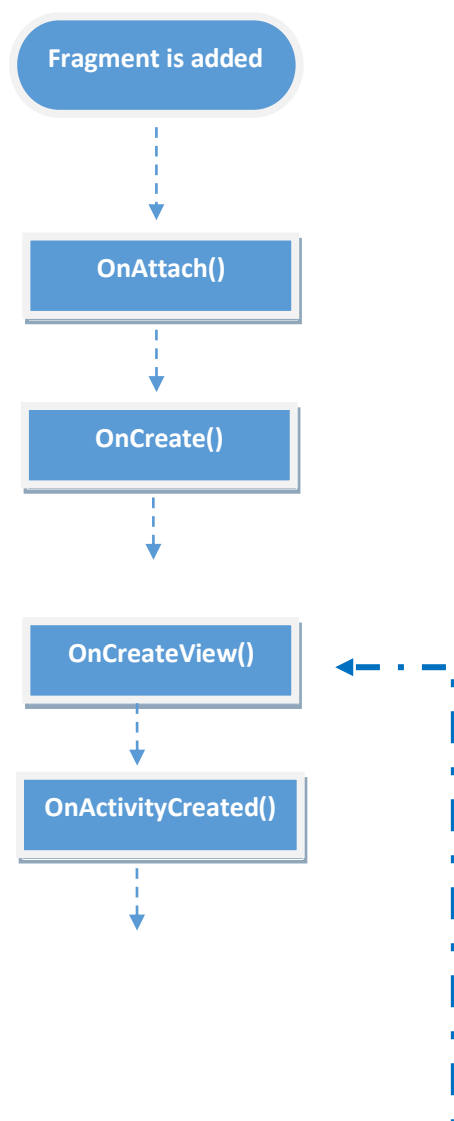 Fragment is added
OnAttach()
OnCreate()
OnCreateView()
OnActivityCreated()